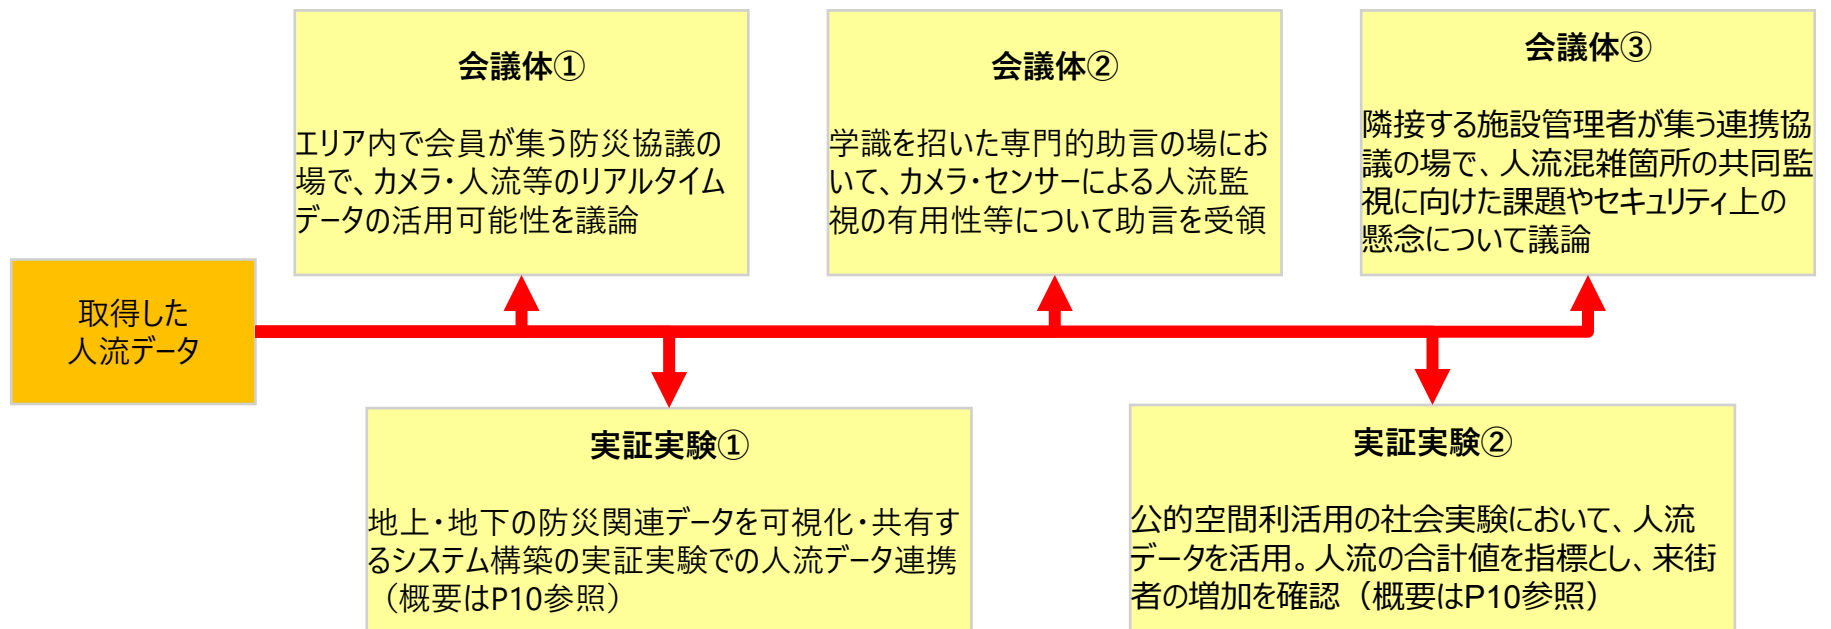 会議体①
エリア内で会員が集う防災協議の
場で、カメラ・人流等のリアルタイム
データの活用可能性を議論
会議体②
学識を招いた専門的助言の場にお
いて、カメラ・センサーによる人流監
視の有用性等について助言を受領
会議体③
隣接する施設管理者が集う連携協
議の場で、人流混雑箇所の共同監
視に向けた課題やセキュリティ上の
懸念について議論
取得した
人流データ
実証実験①
地上・地下の防災関連データを可視化・共有す
るシステム構築の実証実験での人流データ連携
（概要はP10参照）
実証実験②
公的空間利活用の社会実験において、人流
データを活用。人流の合計値を指標とし、来街
者の増加を確認（概要はP10参照）